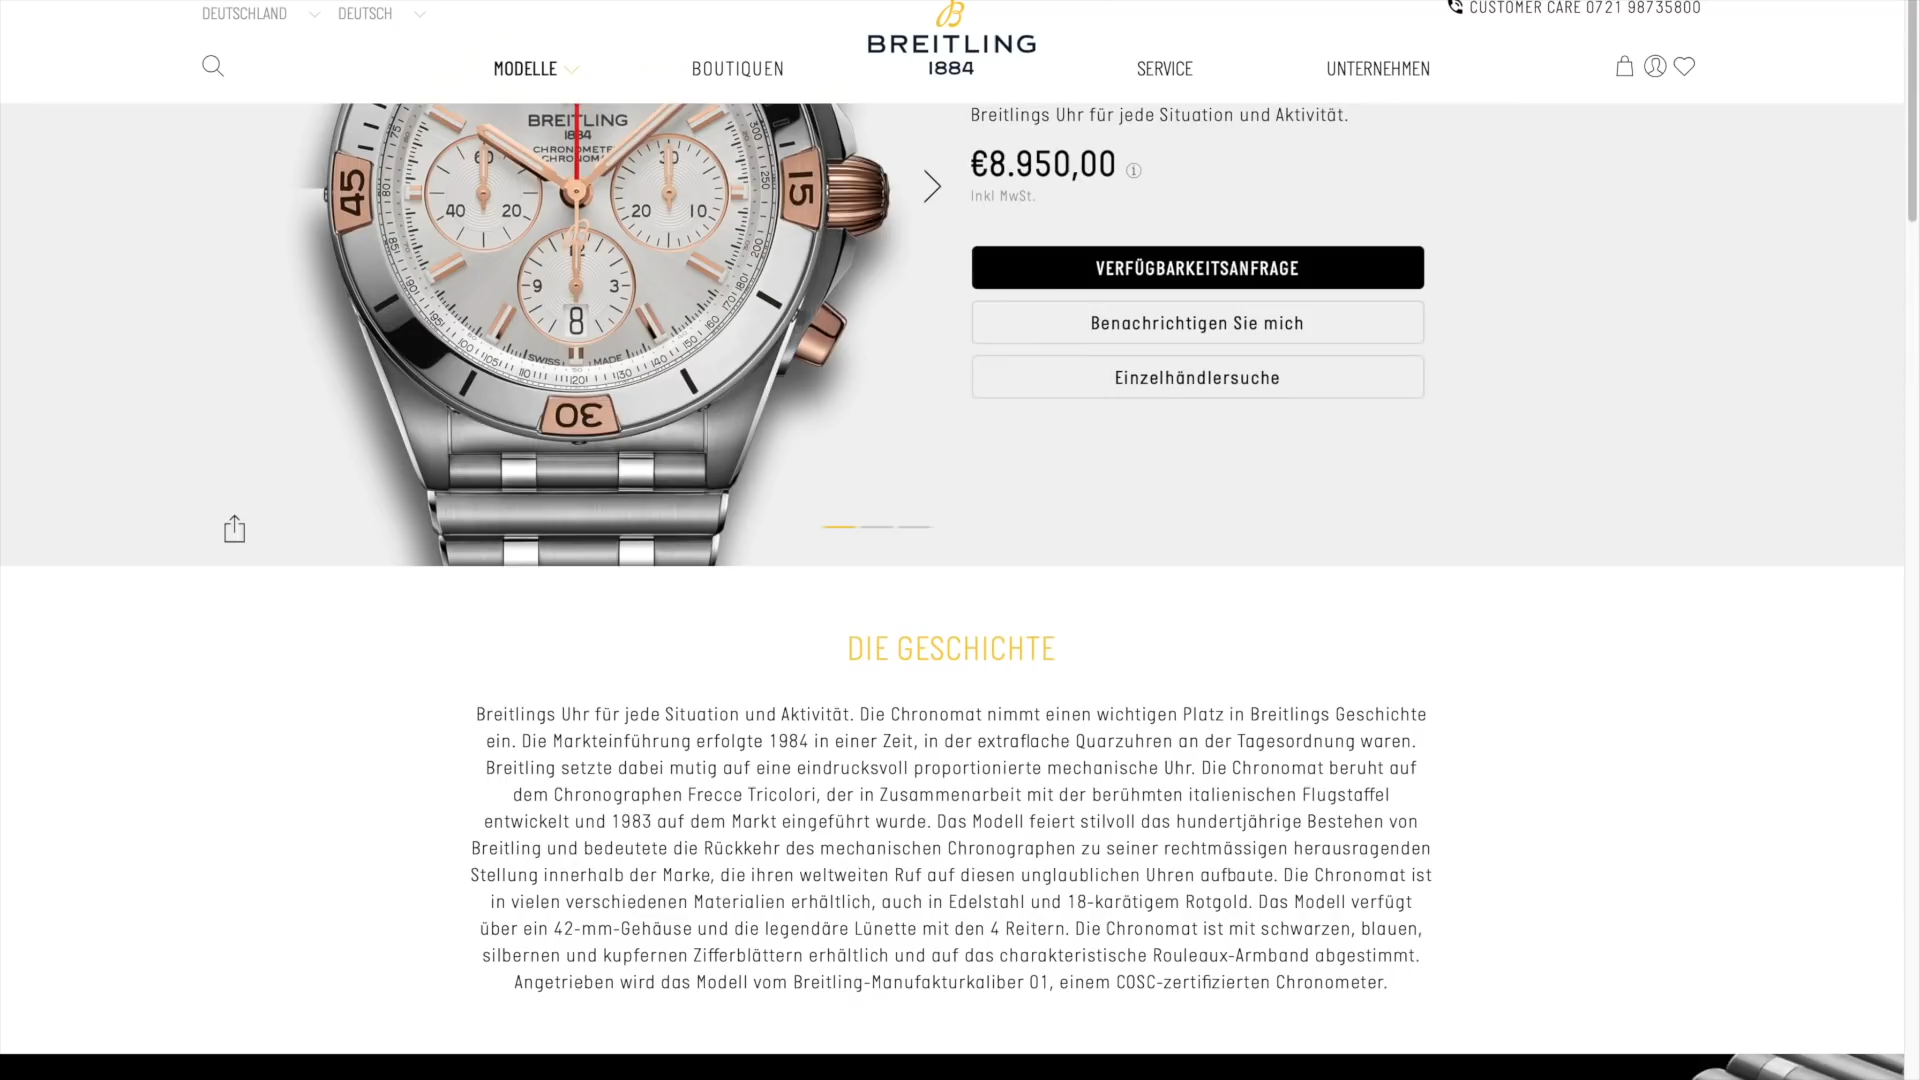 DEUTSCHLAND
DEUTSCH
CUSTOMER CARE 0721 98735800
BREITLING
1884
MODELLE
BOUTIQUEN
SERVICE
UNTERNEHMEN
BREITLING
1884
CHRONOMETER
CHRONOMAT
60
40
20
30
20
10
12
9
3
8
45
15
30
SWISS MADE
Breitlings Uhr für jede Situation und Aktivität.
€8.950,00
Inkl MwSt.
VERFÜGBARKEITSANFRAGE
Benachrichtigen Sie mich
Einzelhändlersuche
DIE GESCHICHTE
Breitlings Uhr für jede Situation und Aktivität. Die Chronomat nimmt einen wichtigen Platz in Breitlings Geschichte
ein. Die Markteinführung erfolgte 1984 in einer Zeit, in der extraflache Quarzuhren an der Tagesordnung waren.
Breitling setzte dabei mutig auf eine eindrucksvoll proportionierte mechanische Uhr. Die Chronomat beruht auf
dem Chronographen Frecce Tricolori, der in Zusammenarbeit mit der berühmten italienischen Flugstaffel
entwickelt und 1983 auf dem Markt eingeführt wurde. Das Modell feiert stilvoll das hundertjährige Bestehen von
Breitling und bedeutete die Rückkehr des mechanischen Chronographen zu seiner rechtmässigen herausragenden
Stellung innerhalb der Marke, die ihren weltweiten Ruf auf diesen unglaublichen Uhren aufbaute. Die Chronomat ist
in vielen verschiedenen Materialien erhältlich, auch in Edelstahl und 18-karätigem Rotgold. Das Modell verfügt
über ein 42-mm-Gehäuse und die legendäre Lünette mit den 4 Reitern. Die Chronomat ist mit schwarzen, blauen,
silbernen und kupfernen Zifferblättern erhältlich und auf das charakteristische Rouleaux-Armband abgestimmt.
Angetrieben wird das Modell vom Breitling-Manufakturkaliber 01, einem COSC-zertifizierten Chronometer.